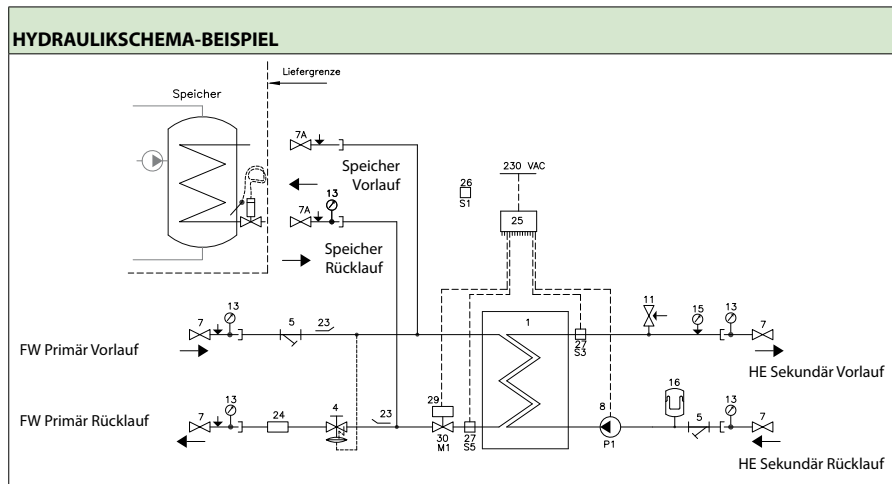 HYDRAULIKSCHEMA-BEISPIEL
Liefergrenze
Speicher
7A
Speicher
Vorlauf
13
7A
Speicher
Rücklauf
230 VAC
26
S1
25
13
7
5
23
FW Primär Vorlauf
1
27
S3
11
15
13
7
HE Sekundär Vorlauf
FW Primär Rücklauf
7
13
24
4
23
29
30
M1
27
S5
8
P1
16
5
13
7
HE Sekundär Rücklauf